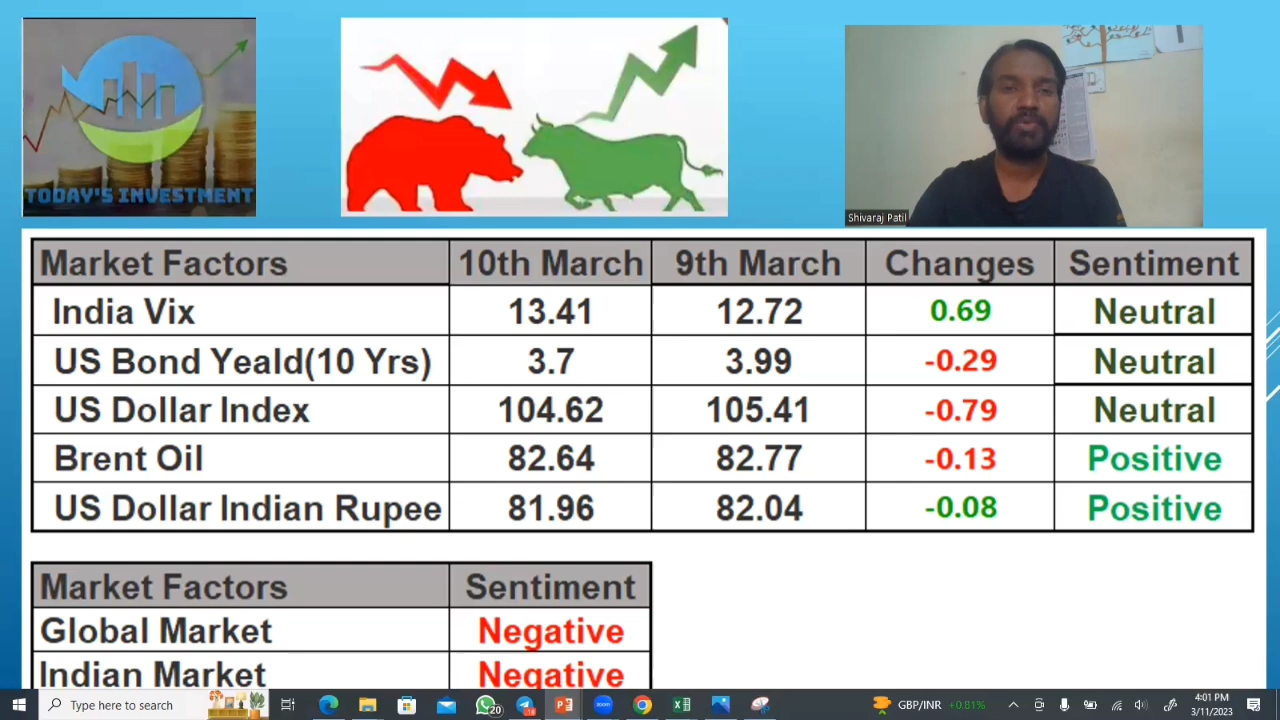 TODAY'S INVESTMENT
Shivaraj Patil
Market Factors 10th March 9th March Changes Sentiment
India Vix 13.41 12.72 0.69 Neutral
US Bond Yeald(10 Yrs) 3.7 3.99 -0.29 Neutral
US Dollar Index 104.62 105.41 -0.79 Neutral
Brent Oil 82.64 82.77 -0.13 Positive
US Dollar Indian Rupee 81.96 82.04 -0.08 Positive
Market Factors Sentiment
Global Market Negative
Indian Market Negative
Type here to search 20 zoom GBP/INR +0.81% 4:01 PM
3/11/2023